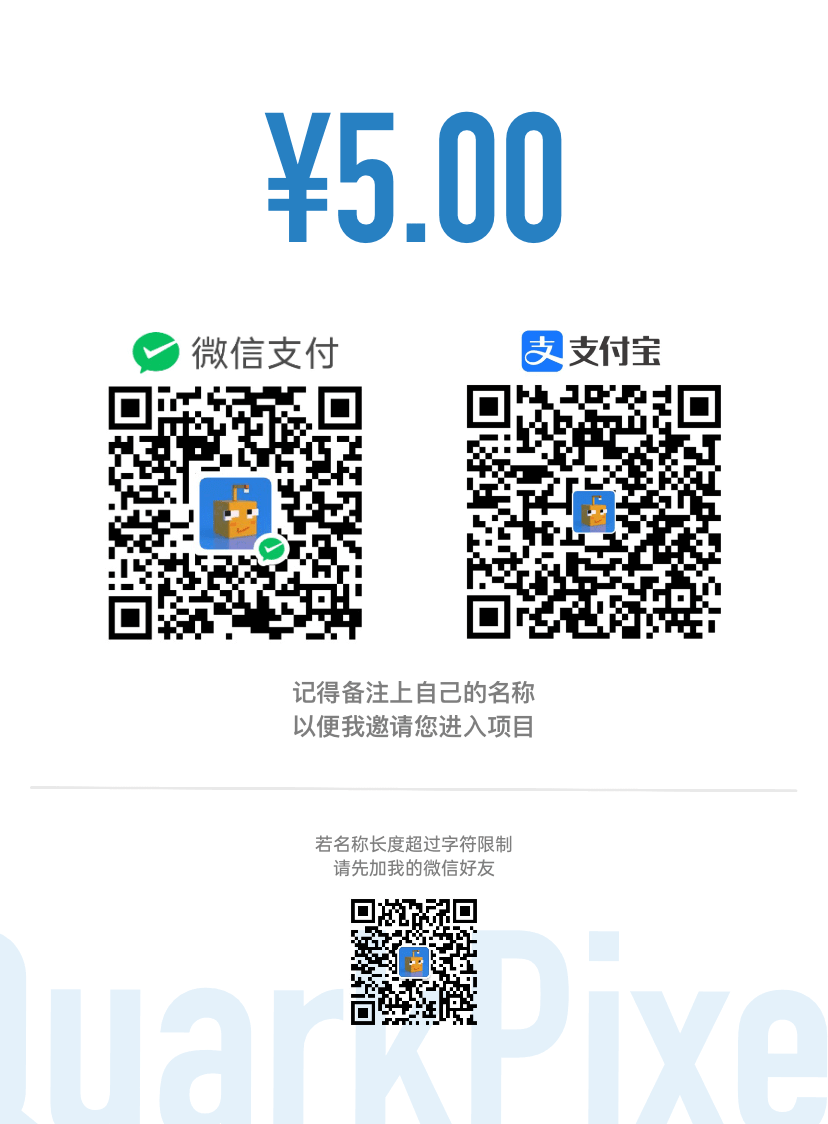 ¥5.00
微信支付
支付宝
记得备注上自己的名称
以便我邀请您进入项目
若名称长度超过字符限制
请先加我的微信好友
QuarkPixe